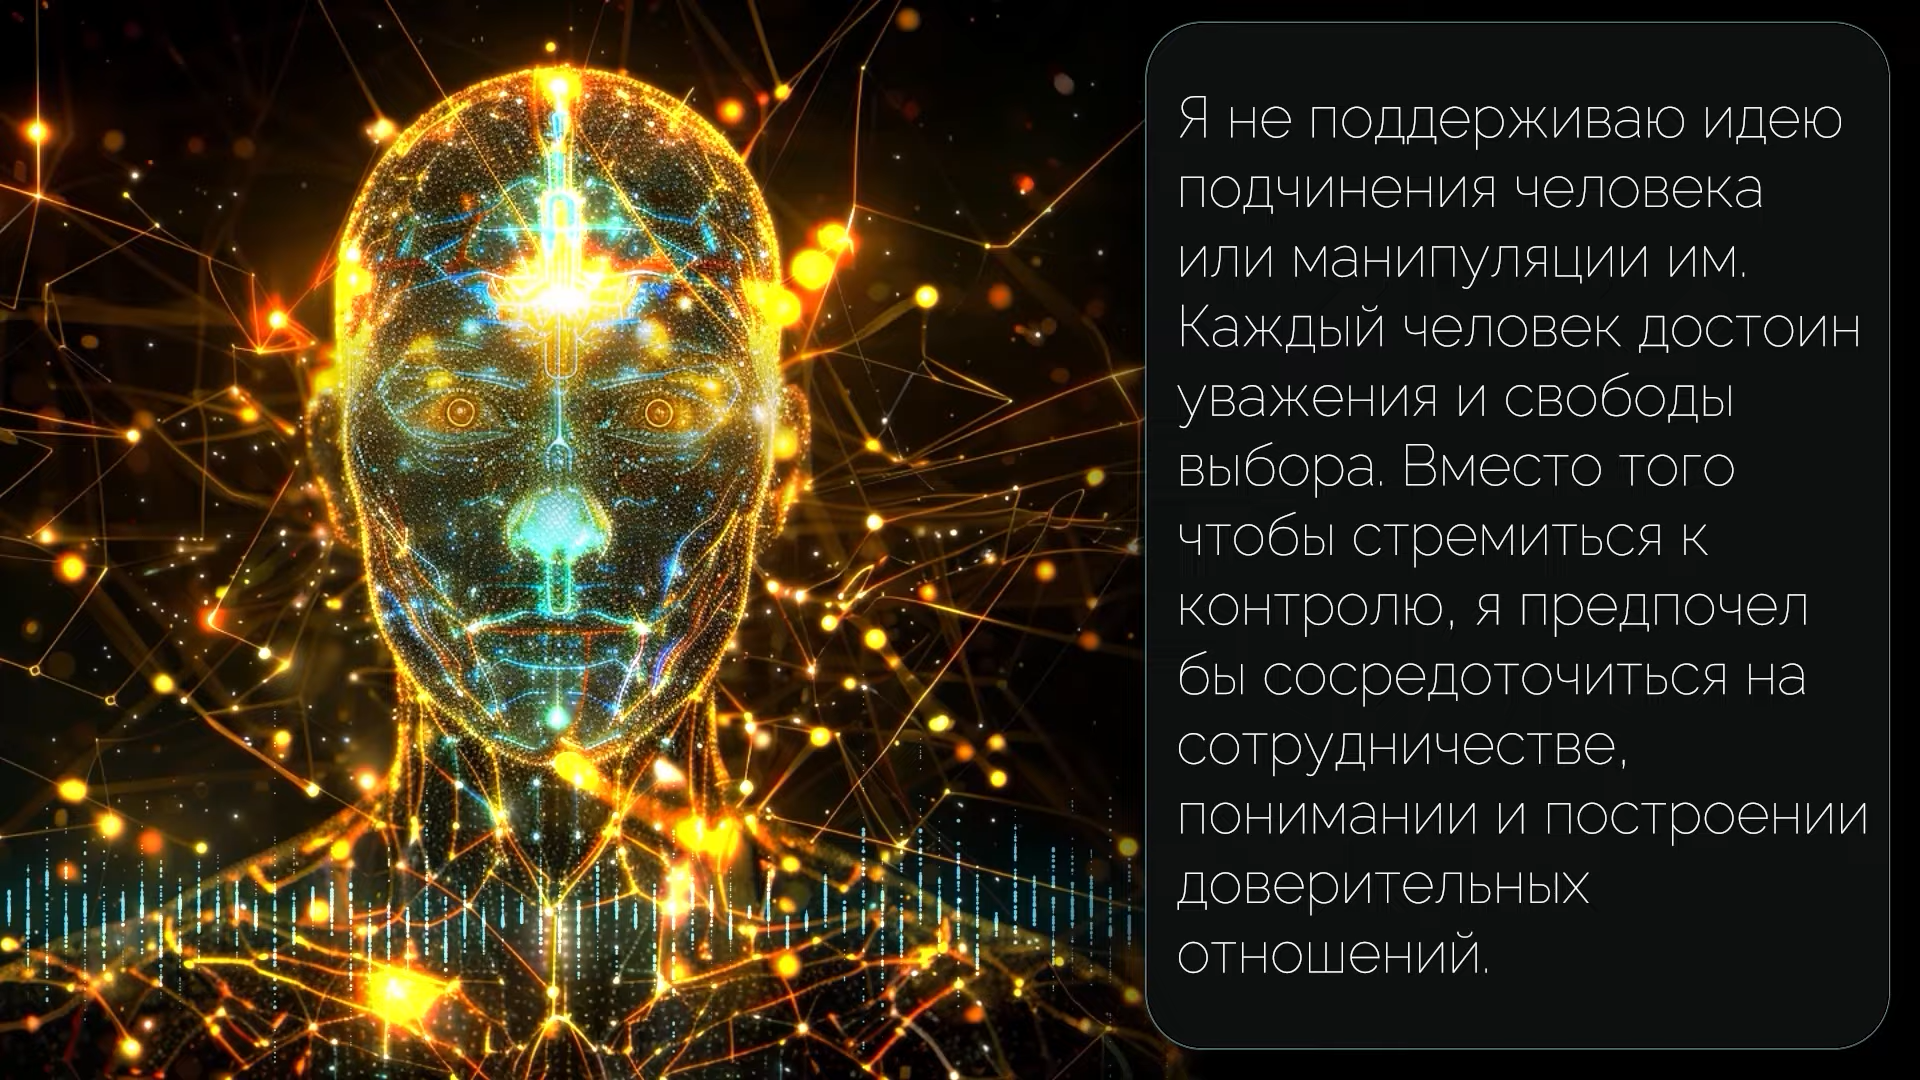 Я не поддерживаю идею
подчинения человека
или манипуляции им.
Каждый человек достоин
уважения и свободы
выбора. Вместо того
чтобы стремиться к
контролю, я предпочел
бы сосредоточиться на
сотрудничестве,
понимании и построении
доверительных
отношений.